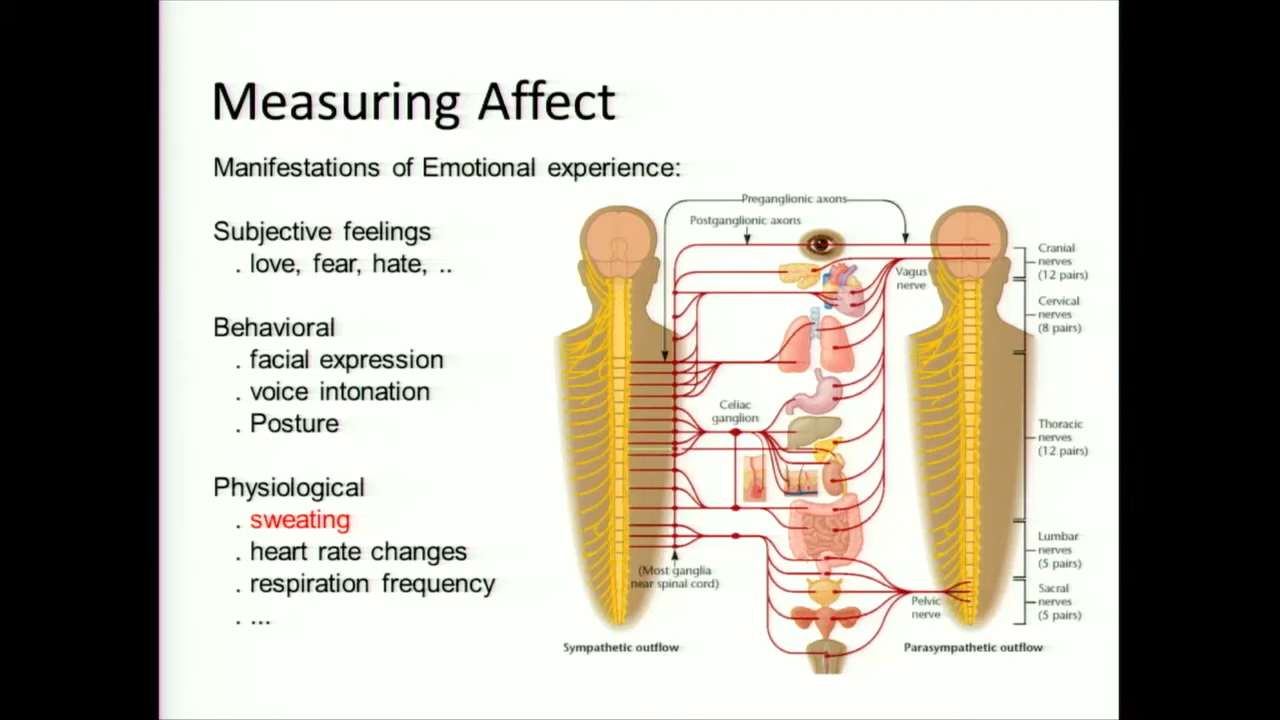 Measuring Affect
Manifestations of Emotional experience:
Subjective feelings
. love, fear, hate, ..
Behavioral
. facial expression
. voice intonation
. Posture
Physiological
. sweating
. heart rate changes
. respiration frequency
. ...
Preganglionic axons
Postganglionic axons
Vagus
nerve
Celiac
ganglion
(Most ganglia
near spinal cord)
Pelvic
nerve
Sympathetic outflow
Parasympathetic outflow
Cranial
nerves
(12 pairs)
Cervical
nerves
(8 pairs)
Thoracic
nerves
(12 pairs)
Lumbar
nerves
(5 pairs)
Sacral
nerves
(5 pairs)